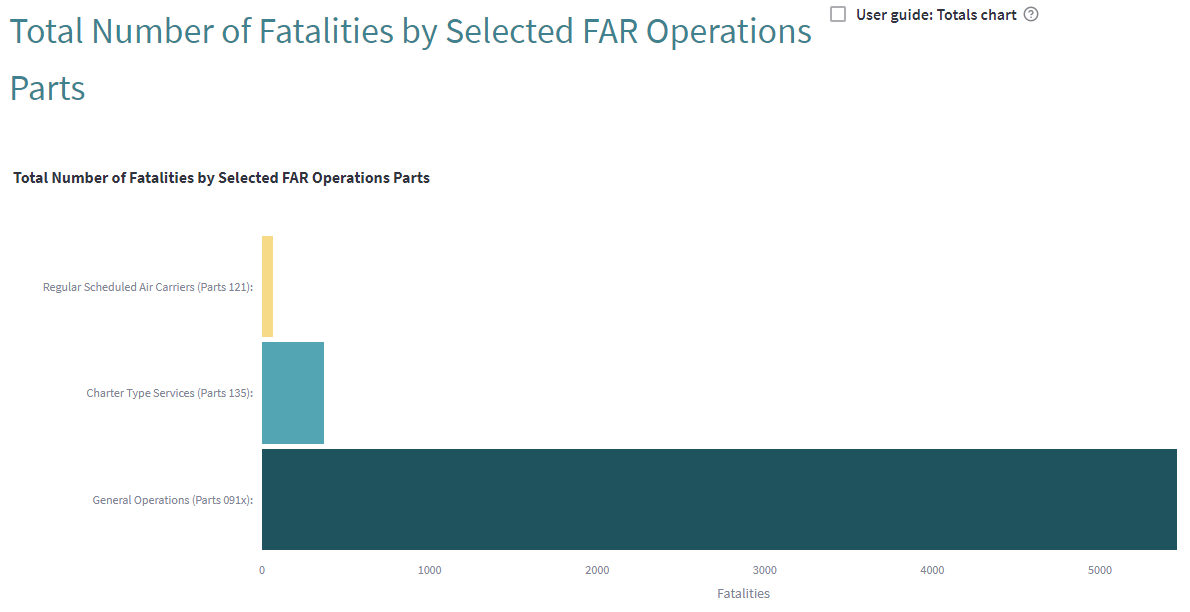 Total Number of Fatalities by Selected FAR Operations
Parts
User guide: Totals chart
Total Number of Fatalities by Selected FAR Operations Parts
Regular Scheduled Air Carriers (Parts 121):
Charter Type Services (Parts 135):
General Operations (Parts 091x):
0 1000 2000 3000 4000 5000
Fatalities